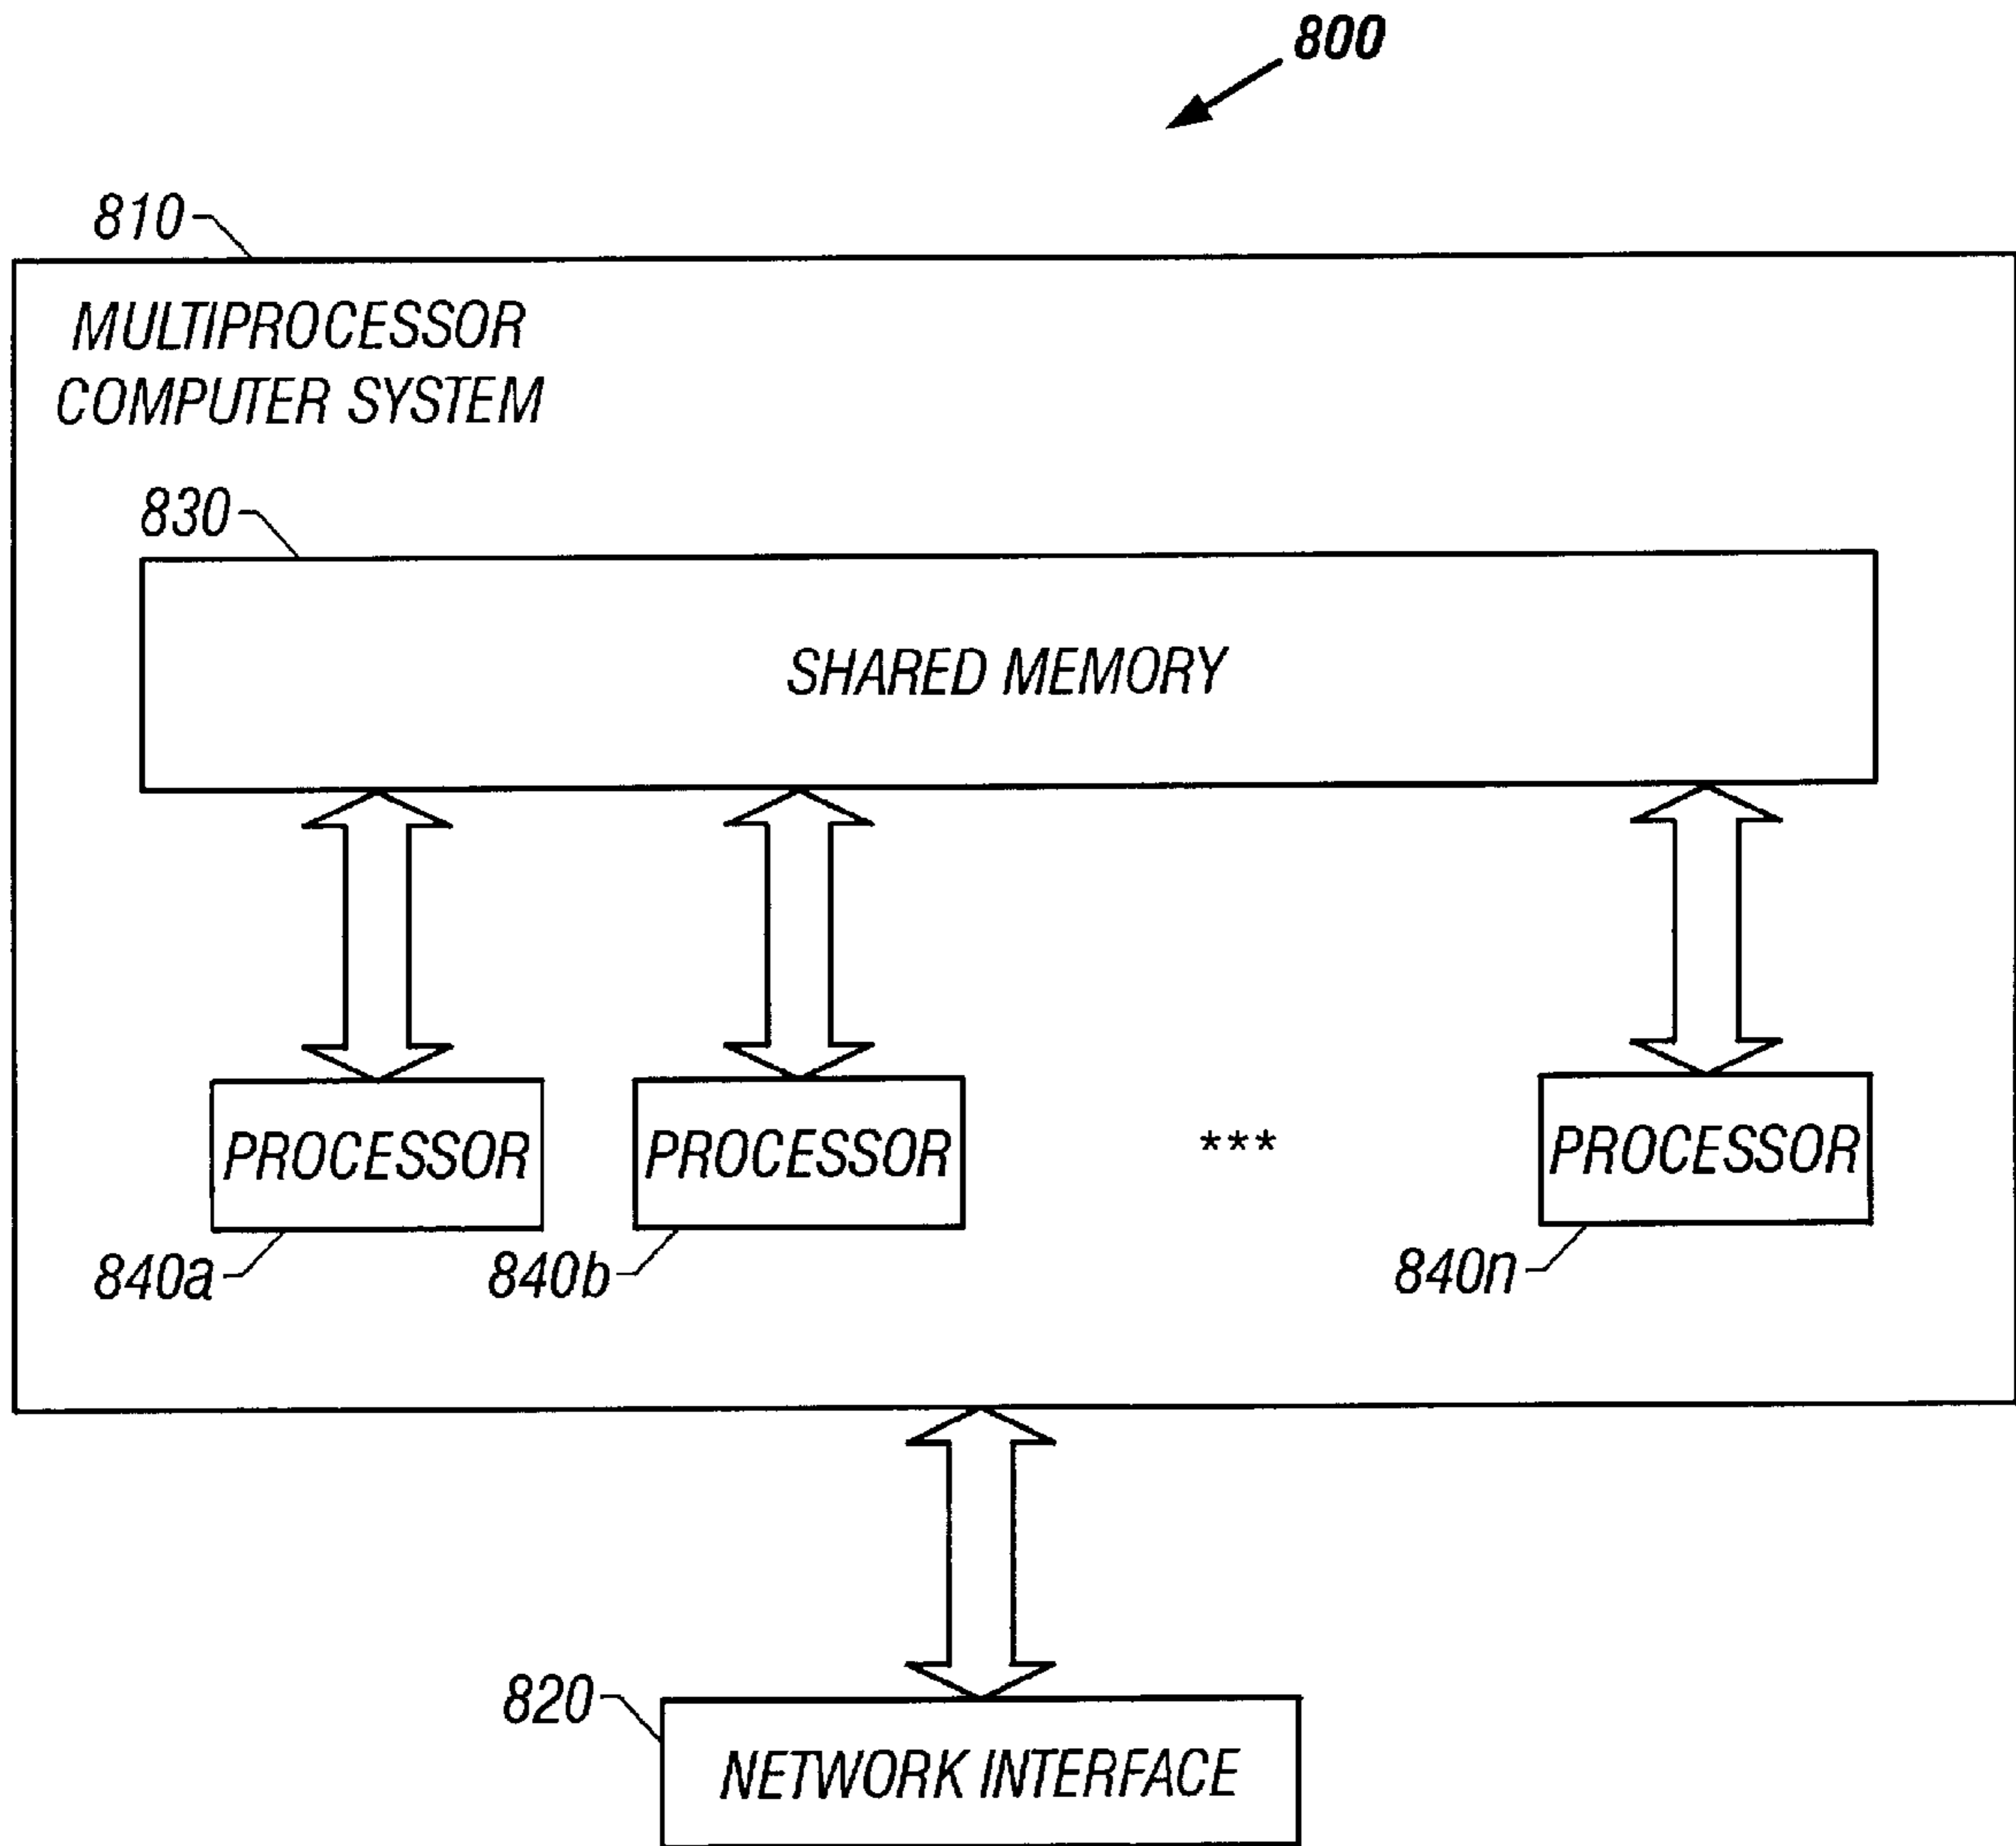 800
810
MULTIPROCESSOR
COMPUTER SYSTEM
830
SHARED MEMORY
PROCESSOR PROCESSOR *** PROCESSOR
840a 840b 840n
820
NETWORK INTERFACE